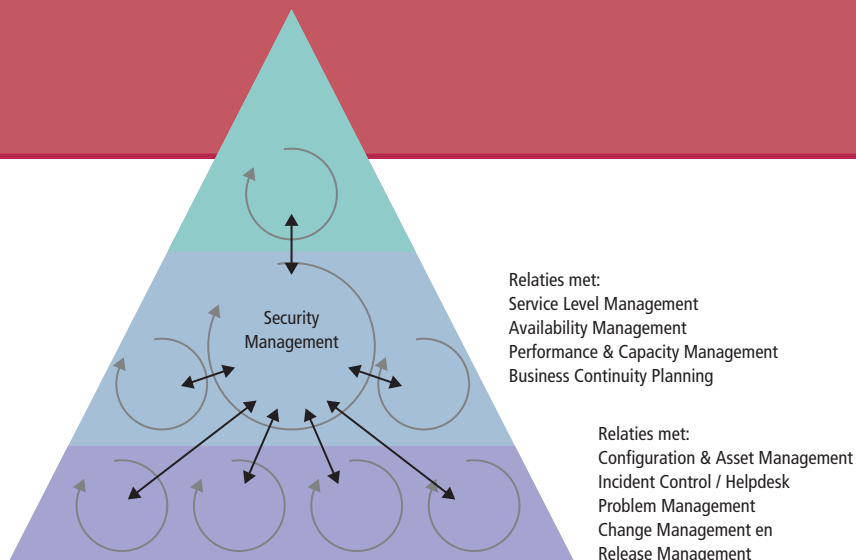 Security
Management
Relaties met:
Service Level Management
Availability Management
Performance & Capacity Management
Business Continuity Planning
Relaties met:
Configuration & Asset Management
Incident Control / Helpdesk
Problem Management
Change Management en
Release Management